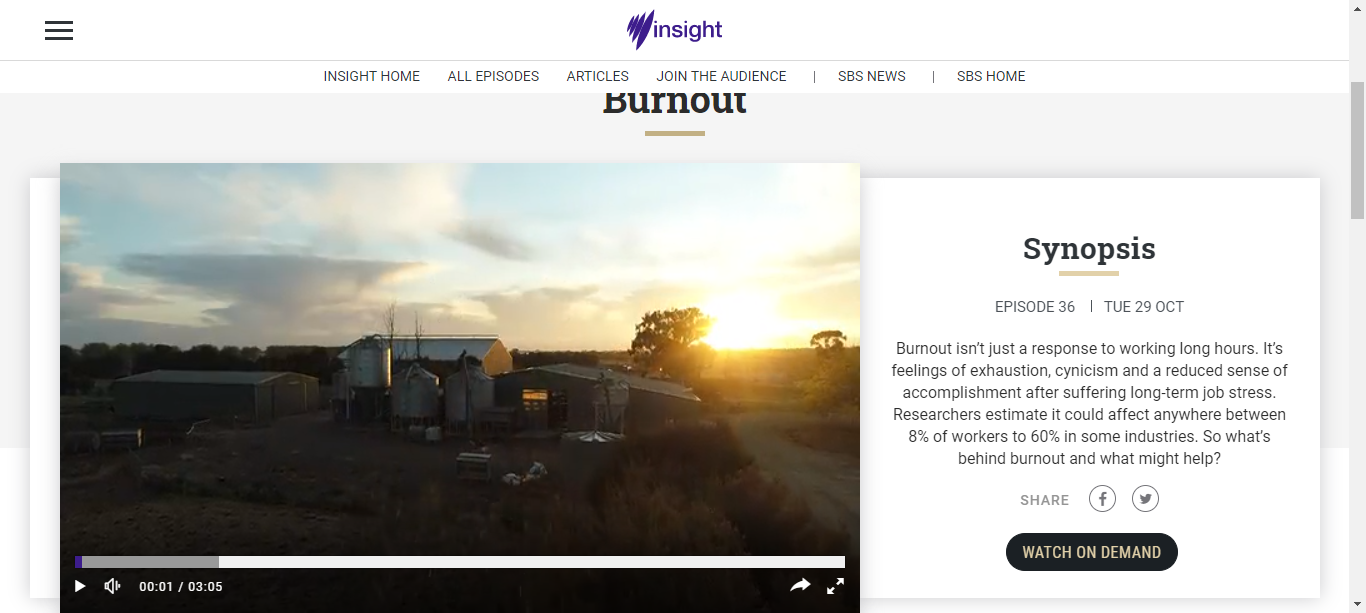 insight
INSIGHT HOME ALL EPISODES ARTICLES JOIN THE AUDIENCE | SBS NEWS | SBS HOME
Burnout
Synopsis
EPISODE 36 | TUE 29 OCT
Burnout isn’t just a response to working long hours. It’s
feelings of exhaustion, cynicism and a reduced sense of
accomplishment after suffering long-term job stress.
Researchers estimate it could affect anywhere between
8% of workers to 60% in some industries. So what’s
behind burnout and what might help?
SHARE
WATCH ON DEMAND
00:01 / 03:05